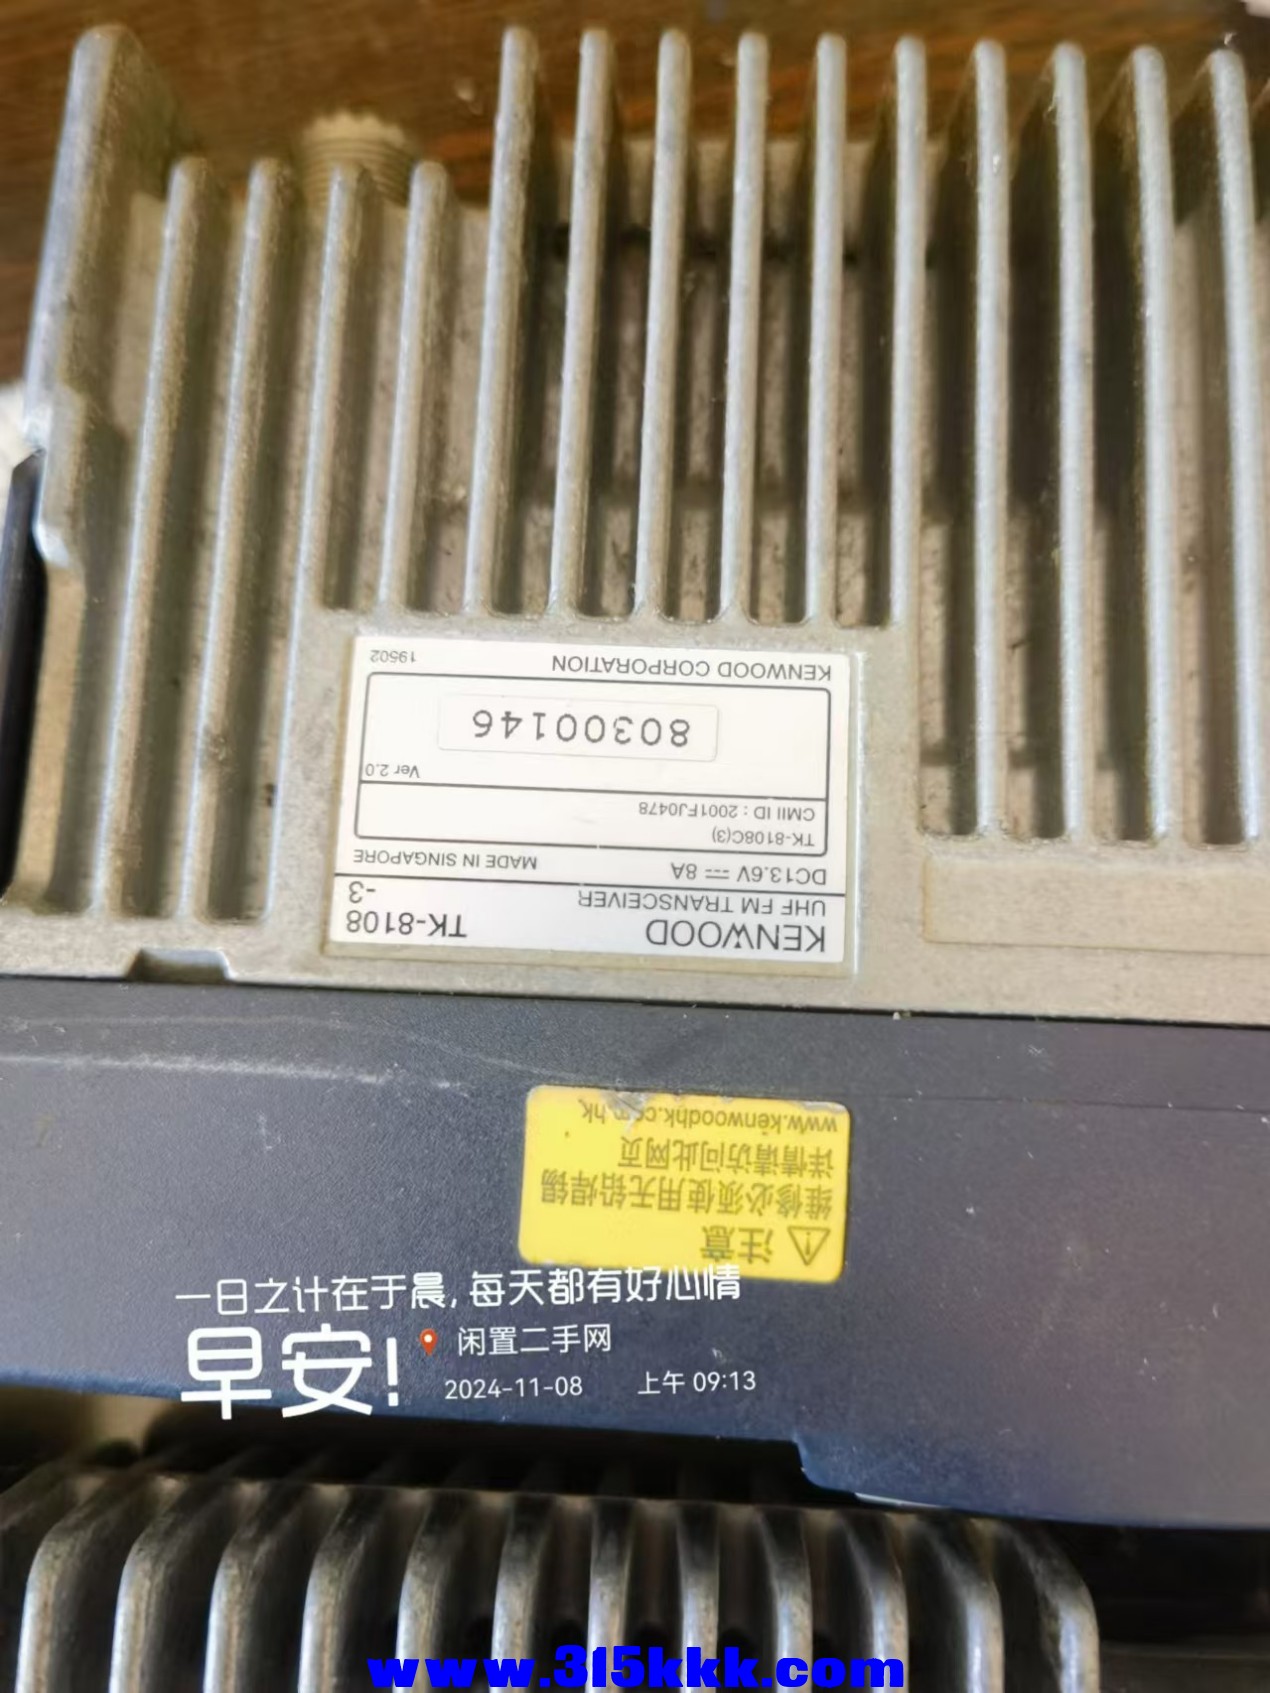 KENWOOD TK-8108
UHF FM TRANSCEIVER -3
DC13.6V ⎓ 8A MADE IN SINGAPORE
TK-8108C(3)
CMII ID : 2001FJ0478
Ver 2.0
80300146
KENWOOD CORPORATION 19502
⚠ 注意
维修必须使用无铅焊锡
详情请访问此网页
www.kenwoodhk.com.hk
一日之计在于晨,每天都有好心情
早安!
闲置二手网
2024-11-08 上午 09:13
www.315kkk.com